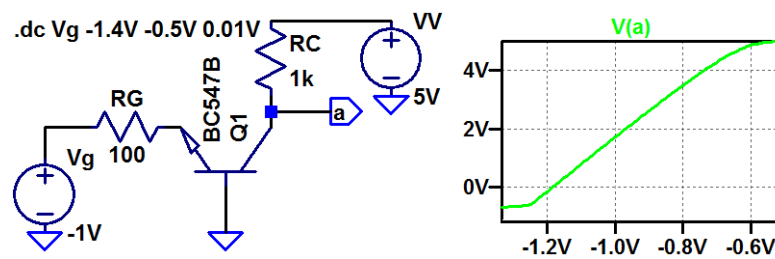 .dc Vg -1.4V -0.5V 0.01V
VV
RC
1k
5V
BC547B
Q1
a
RG
100
Vg
-1V
V(a)
4V
2V
0V
-1.2V -1.0V -0.8V -0.6V